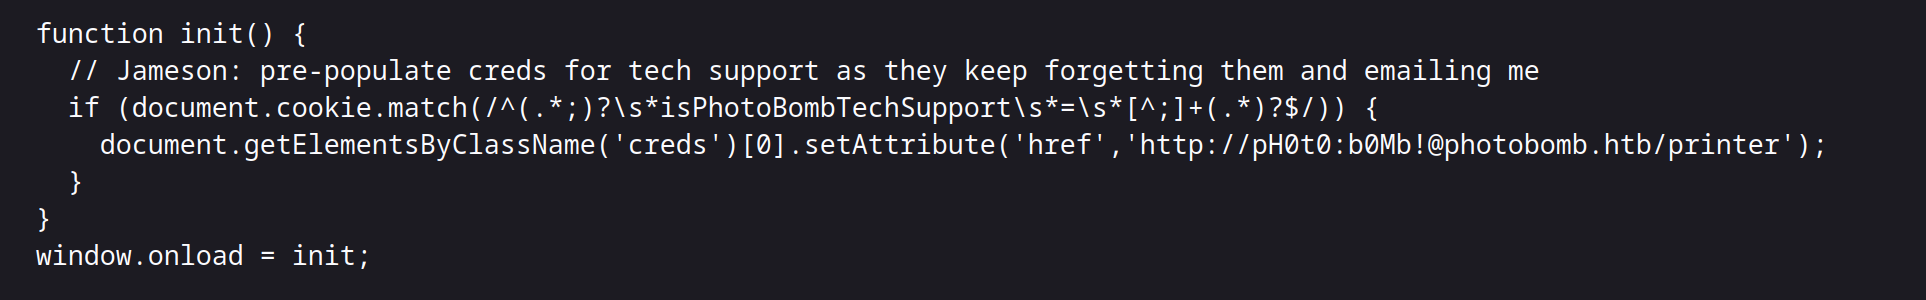 function init() {
  // Jameson: pre-populate creds for tech support as they keep forgetting them and emailing me
  if (document.cookie.match(/^(.*;)?\s*isPhotoBombTechSupport\s*=\s*[^;]+(.*)?$/)) {
    document.getElementsByClassName('creds')[0].setAttribute('href','http://pH0t0:b0Mb!@photobomb.htb/printer');
  }
}
window.onload = init;